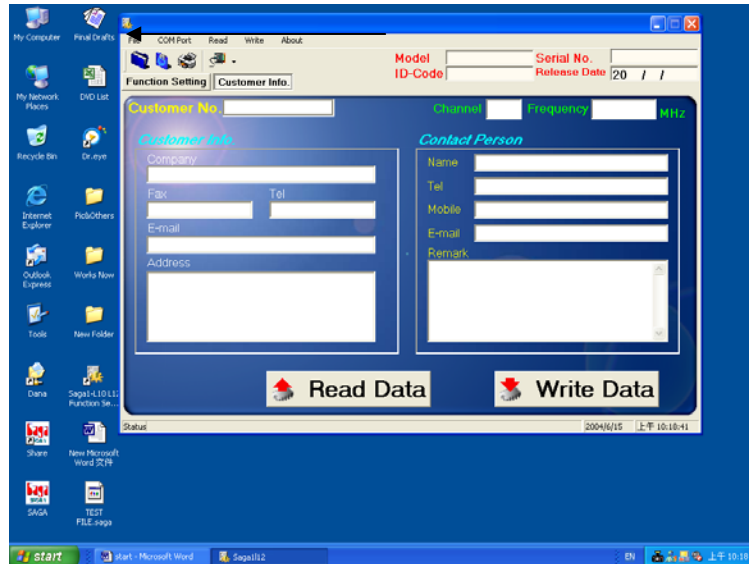 My Computer
Final Drafts
My Network
Places
DVD List
Recycle Bin
Dr.eye
Internet
Explorer
Pic&Others
Outlook
Express
Works Now
Tools
New Folder
Dana
Saga1-L10 L12
Function Se...
Share
New Microsoft
Word 文件
SAGA
TEST
FILE.saga
File COM Port Read Write About
Model Serial No.
ID-Code Release Date 20 / /
Function Setting Customer Info.
Customer No. Channel Frequency MHz
Customer Info.
Company
Fax Tel
E-mail
Address
Contact Person
Name
Tel
Mobile
E-mail
Remark
Read Data Write Data
Status 2004/6/15 上午 10:18:41
start start - Microsoft Word Saga1l12 EN 上午 10:18